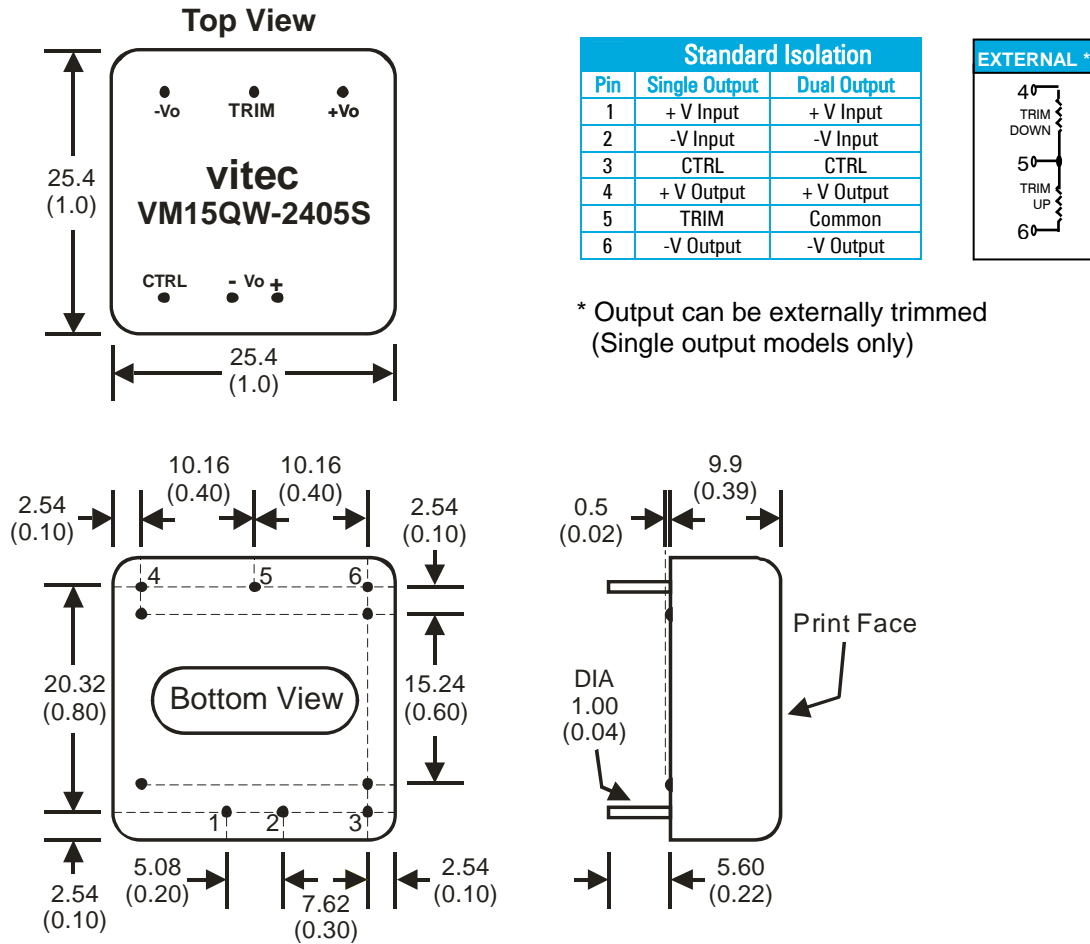 Top View
-Vo TRIM +Vo
vitec
VM15QW-2405S
CTRL - Vo +
25.4
(1.0)
25.4
(1.0)
Standard Isolation
Pin Single Output Dual Output
1 + V Input + V Input
2 -V Input -V Input
3 CTRL CTRL
4 + V Output + V Output
5 TRIM Common
6 -V Output -V Output
EXTERNAL *
4
TRIM
DOWN
5
TRIM
UP
6
* Output can be externally trimmed
(Single output models only)
10.16
(0.40)
10.16
(0.40)
2.54
(0.10)
2.54
(0.10)
4 5 6
20.32
(0.80)
Bottom View
15.24
(0.60)
1 2 3
2.54
(0.10)
5.08
(0.20)
7.62
(0.30)
2.54
(0.10)
9.9
(0.39)
0.5
(0.02)
Print Face
DIA
1.00
(0.04)
5.60
(0.22)